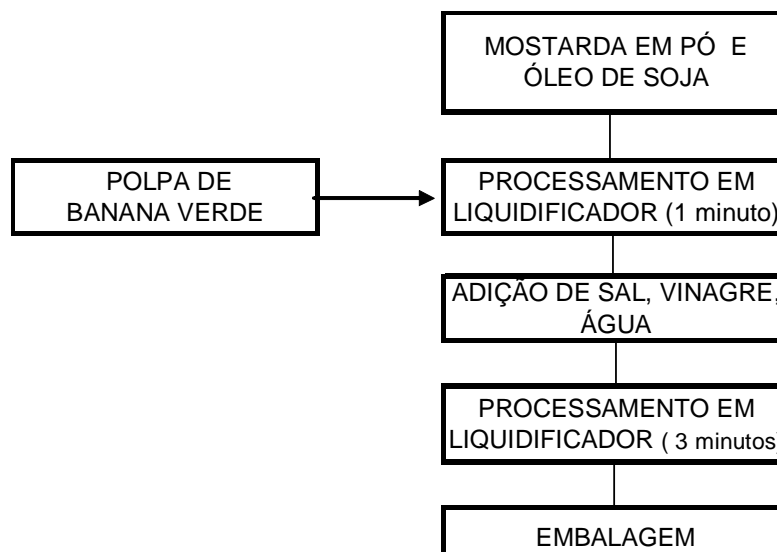 MOSTARDA EM PÓ E
ÓLEO DE SOJA
POLPA DE
BANANA VERDE
PROCESSAMENTO EM
LIQUIDIFICADOR (1 minuto)
ADIÇÃO DE SAL, VINAGRE,
ÁGUA
PROCESSAMENTO EM
LIQUIDIFICADOR ( 3 minutos)
EMBALAGEM